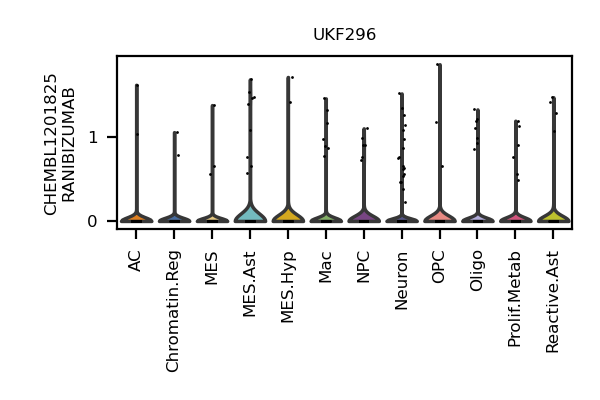 UKF296
CHEMBL1201825
RANIBIZUMAB
1
0
AC
Chromatin.Reg
MES
MES.Ast
MES.Hyp
Mac
NPC
Neuron
OPC
Oligo
Prolif.Metab
Reactive.Ast